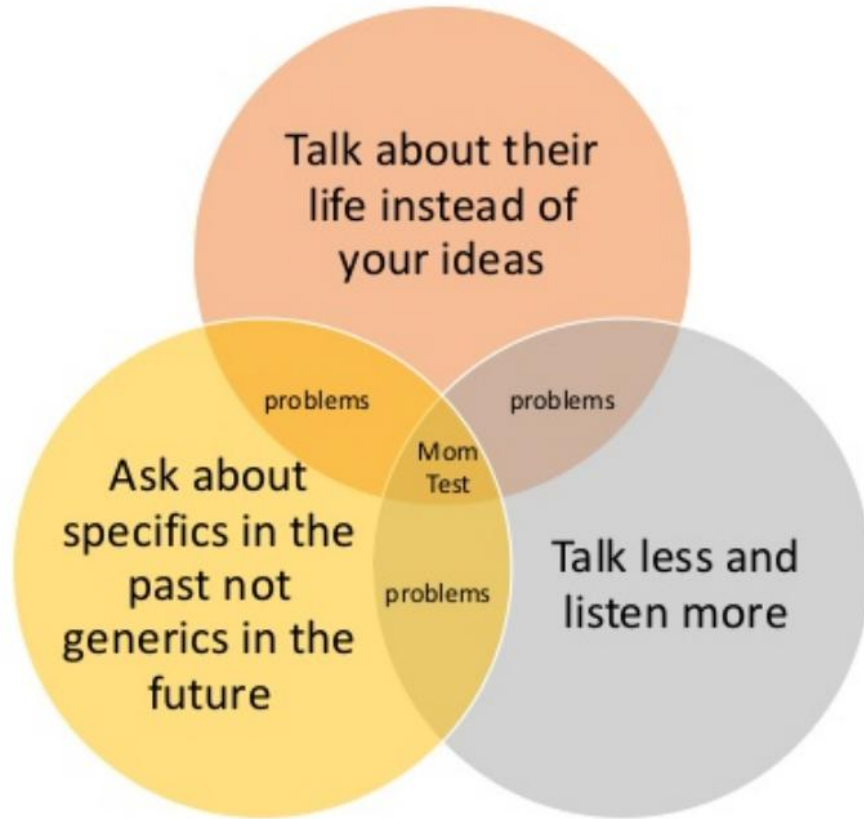 Talk about their
life instead of
your ideas
problems
problems
Mom
Test
Ask about
specifics in the
past not
generics in the
future
problems
Talk less and
listen more